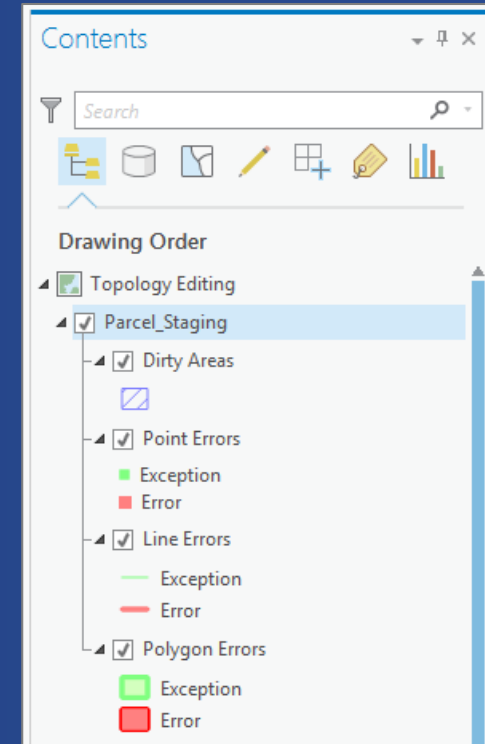 Contents
Search
Drawing Order
Topology Editing
Parcel_Staging
Dirty Areas
Point Errors
Exception
Error
Line Errors
Exception
Error
Polygon Errors
Exception
Error